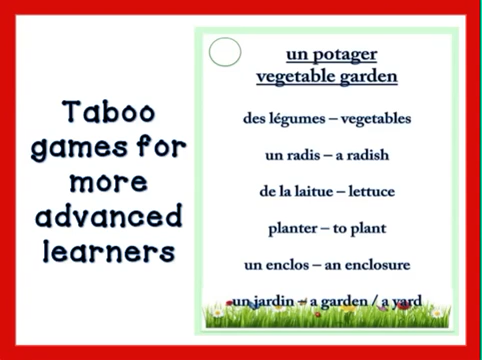 Taboo
games for
more
advanced
learners
un potager
vegetable garden
des légumes – vegetables
un radis – a radish
de la laitue – lettuce
planter – to plant
un enclos – an enclosure
un jardin – a garden / a yard